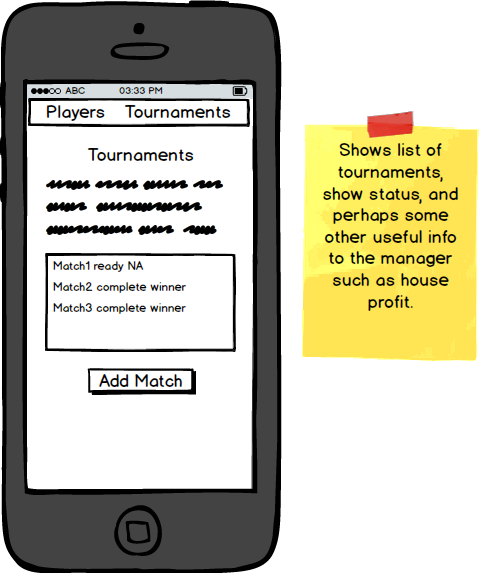 ABC 03:33 PM
Players Tournaments
Tournaments
Match1 ready NA
Match2 complete winner
Match3 complete winner
Add Match
Shows list of
tournaments,
show status, and
perhaps some
other useful info
to the manager
such as house
profit.